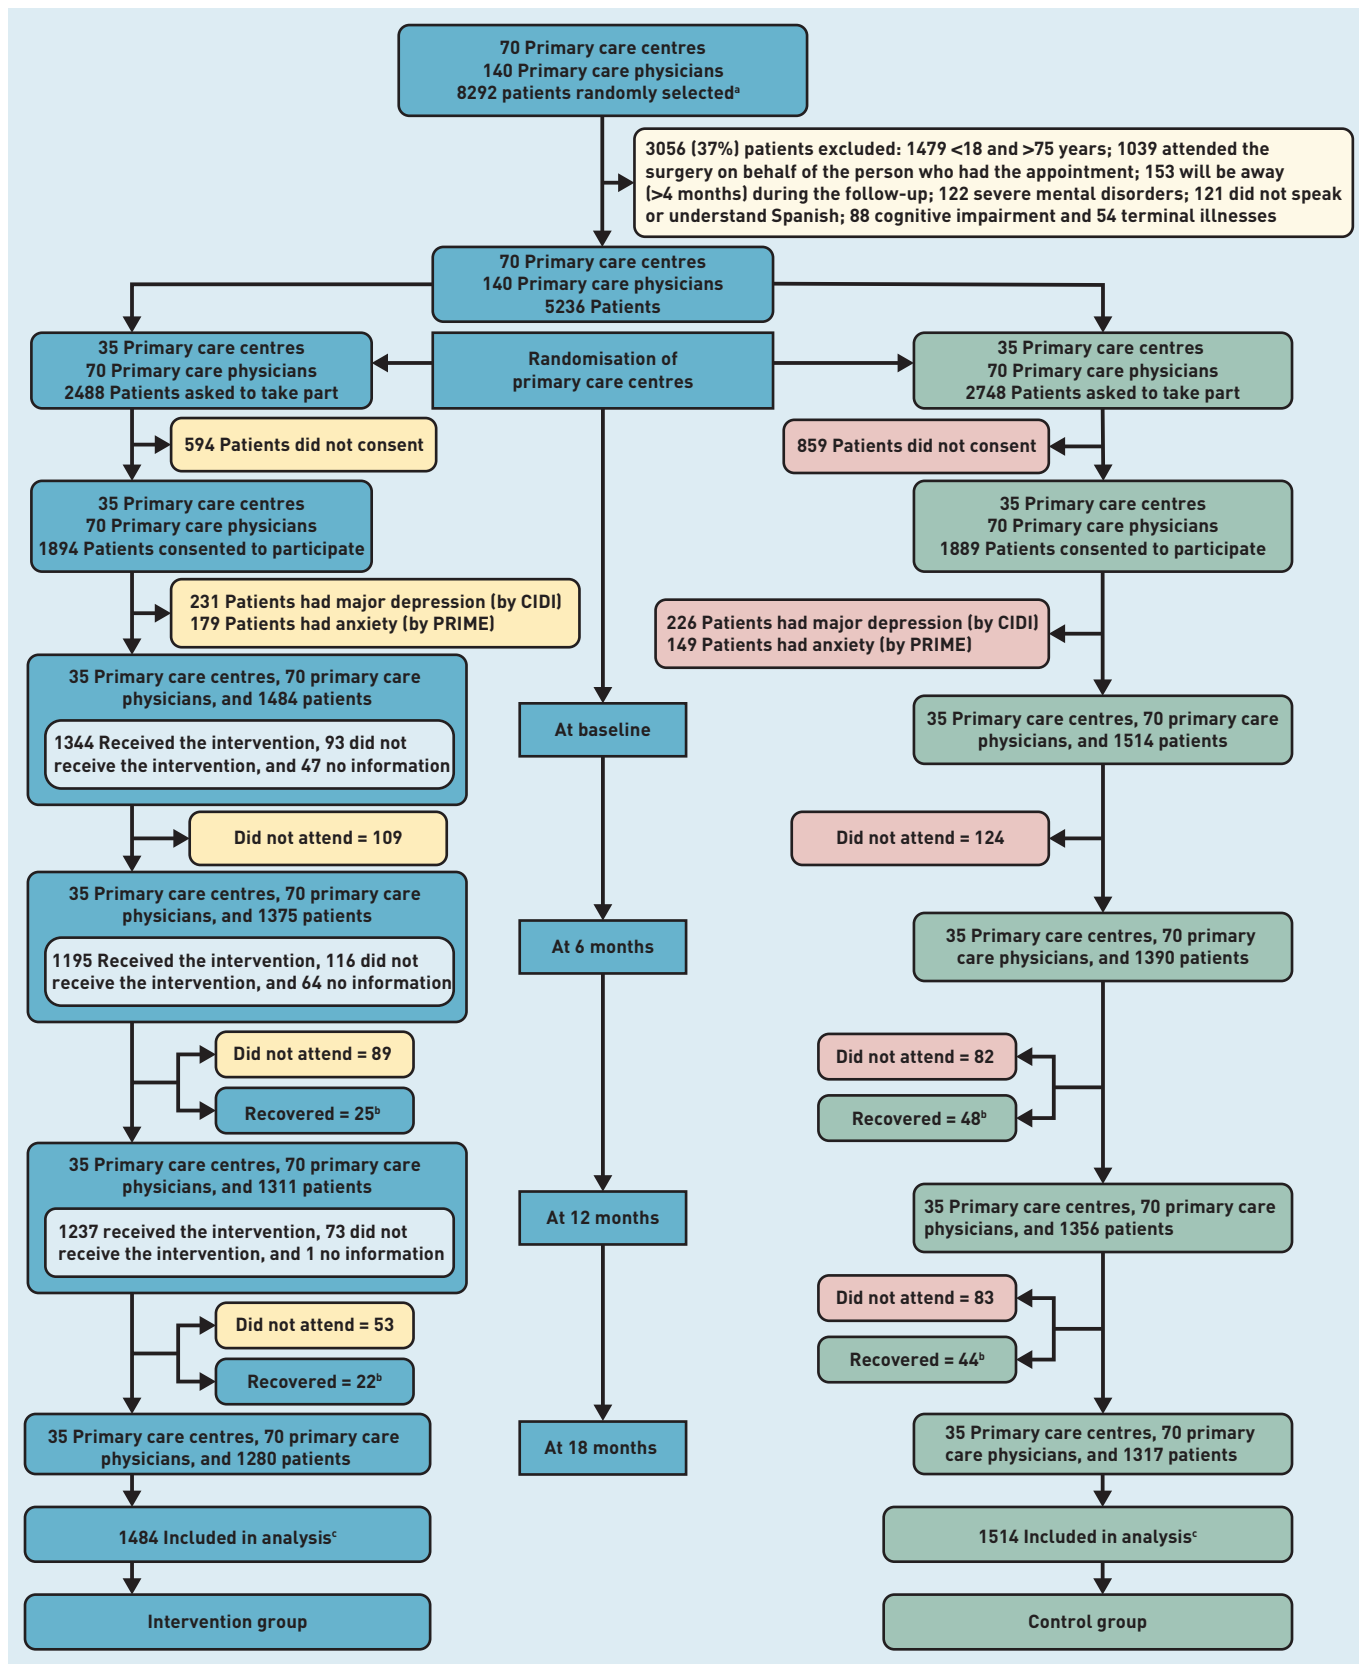 70 Primary care centres
140 Primary care physicians
8292 patients randomly selectedᵃ
3056 (37%) patients excluded: 1479 <18 and >75 years; 1039 attended the
surgery on behalf of the person who had the appointment; 153 will be away
(>4 months) during the follow-up; 122 severe mental disorders; 121 did not speak
or understand Spanish; 88 cognitive impairment and 54 terminal illnesses
70 Primary care centres
140 Primary care physicians
5236 Patients
35 Primary care centres
70 Primary care physicians
2488 Patients asked to take part
Randomisation of
primary care centres
35 Primary care centres
70 Primary care physicians
2748 Patients asked to take part
594 Patients did not consent
859 Patients did not consent
35 Primary care centres
70 Primary care physicians
1894 Patients consented to participate
35 Primary care centres
70 Primary care physicians
1889 Patients consented to participate
231 Patients had major depression (by CIDI)
179 Patients had anxiety (by PRIME)
226 Patients had major depression (by CIDI)
149 Patients had anxiety (by PRIME)
35 Primary care centres, 70 primary care
physicians, and 1484 patients
1344 Received the intervention, 93 did not
receive the intervention, and 47 no information
At baseline
35 Primary care centres, 70 primary care
physicians, and 1514 patients
Did not attend = 109
Did not attend = 124
35 Primary care centres, 70 primary care
physicians, and 1375 patients
1195 Received the intervention, 116 did not
receive the intervention, and 64 no information
At 6 months
35 Primary care centres, 70 primary
care physicians, and 1390 patients
Did not attend = 89
Recovered = 25ᵇ
Did not attend = 82
Recovered = 48ᵇ
35 Primary care centres, 70 primary care
physicians, and 1311 patients
1237 received the intervention, 73 did not
receive the intervention, and 1 no information
At 12 months
35 Primary care centres, 70 primary care
physicians, and 1356 patients
Did not attend = 53
Recovered = 22ᵇ
Did not attend = 83
Recovered = 44ᵇ
35 Primary care centres, 70 primary care
physicians, and 1280 patients
At 18 months
35 Primary care centres, 70 primary
care physicians, and 1317 patients
1484 Included in analysisᶜ
1514 Included in analysisᶜ
Intervention group
Control group